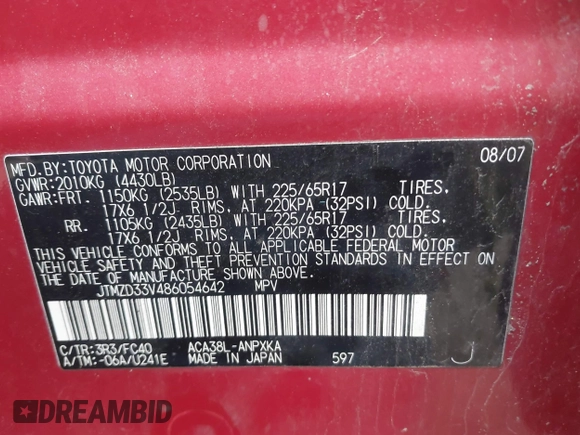 MFD. BY: TOYOTA MOTOR CORPORATION 08/07
GVWR: 2010KG (4430LB)
GAWR: FRT. 1150KG (2535LB) WITH 225/65R17 TIRES,
17X6 1/2J RIMS, AT 220KPA (32PSI) COLD.
RR. 1105KG (2435LB) WITH 225/65R17 TIRES,
17X6 1/2J RIMS, AT 220KPA (32PSI) COLD.
THIS VEHICLE CONFORMS TO ALL APPLICABLE FEDERAL MOTOR
VEHICLE SAFETY AND THEFT PREVENTION STANDARDS IN EFFECT ON
THE DATE OF MANUFACTURE SHOWN ABOVE.
JTMZD33V486054642 MPV
C/TR: 3R3/FC40 ACA38L-ANPXKA
A/TM: -06A/U241E MADE IN JAPAN 597 J
DREAMBID